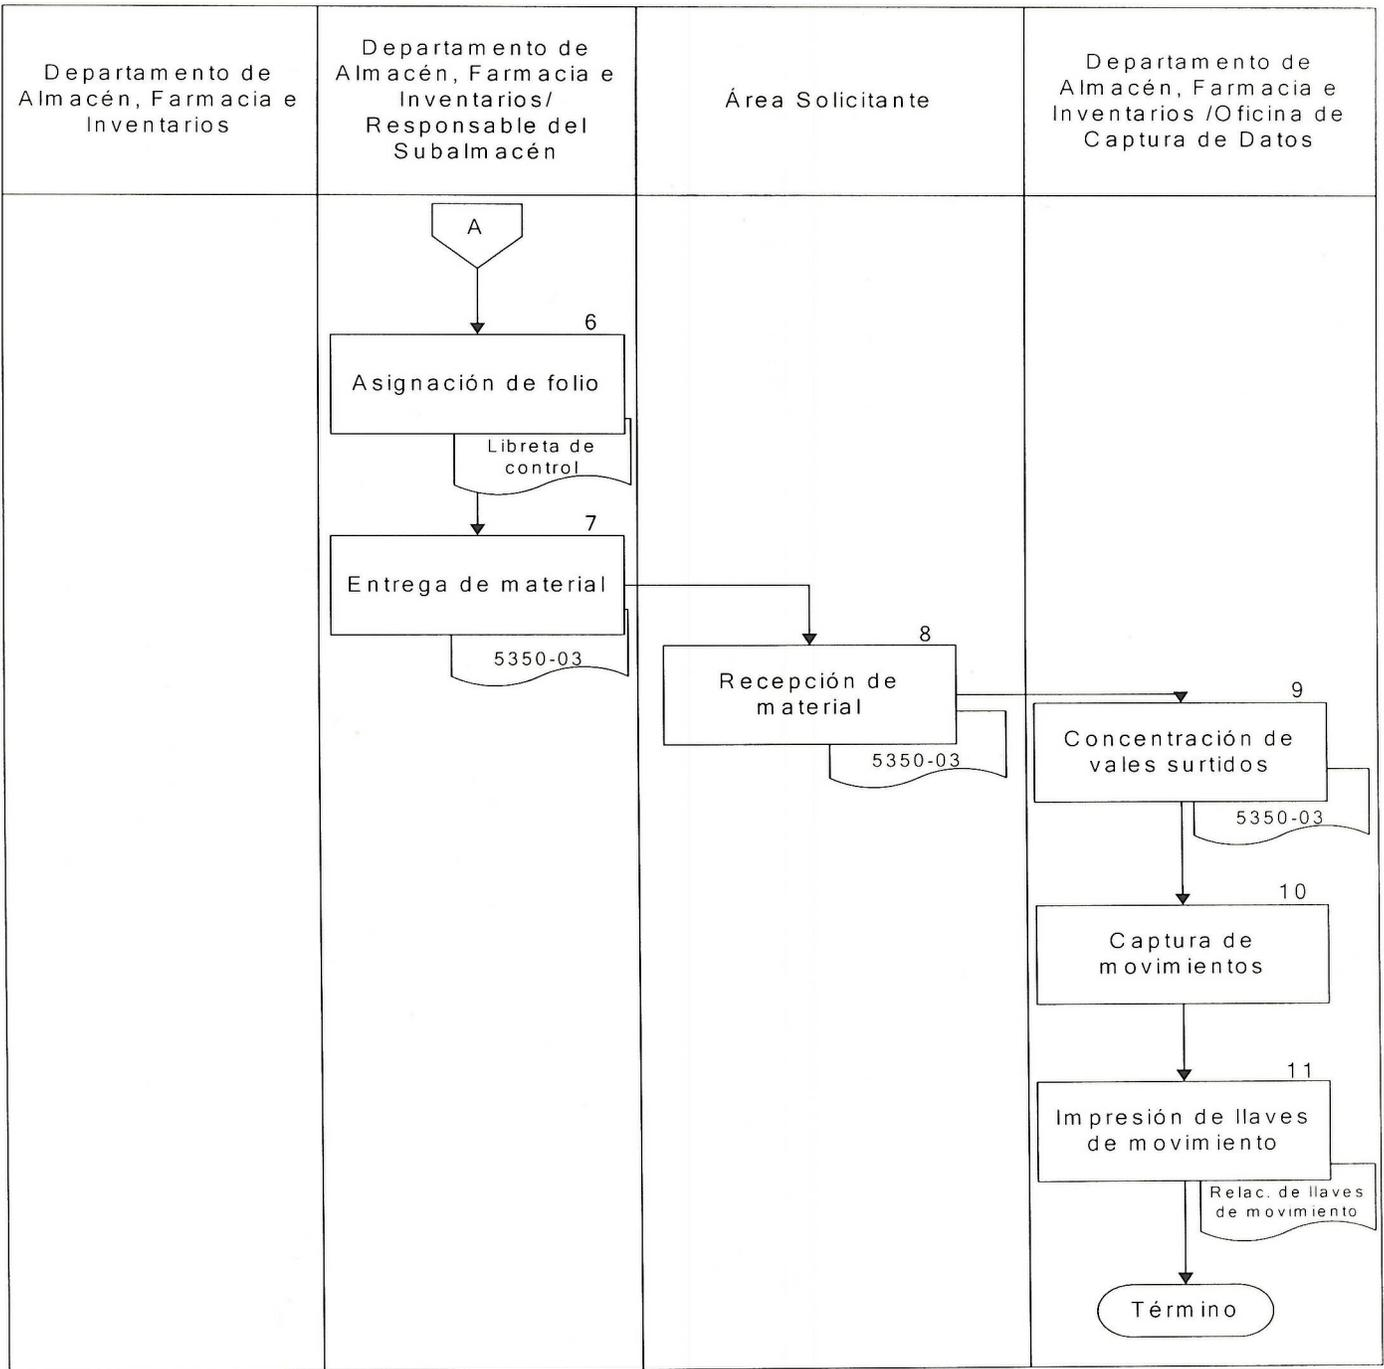 Departamento de
Almacén, Farmacia e
Inventarios
Departamento de
Almacén, Farmacia e
Inventarios/
Responsable del
Subalmacén
Área Solicitante
Departamento de
Almacén, Farmacia e
Inventarios /Oficina de
Captura de Datos
A
6
Asignación de folio
Libreta de
control
7
Entrega de material
5350-03
8
Recepción de
material
5350-03
9
Concentración de
vales surtidos
5350-03
10
Captura de
movimientos
11
Impresión de llaves
de movimiento
Relac. de llaves
de movimiento
Término